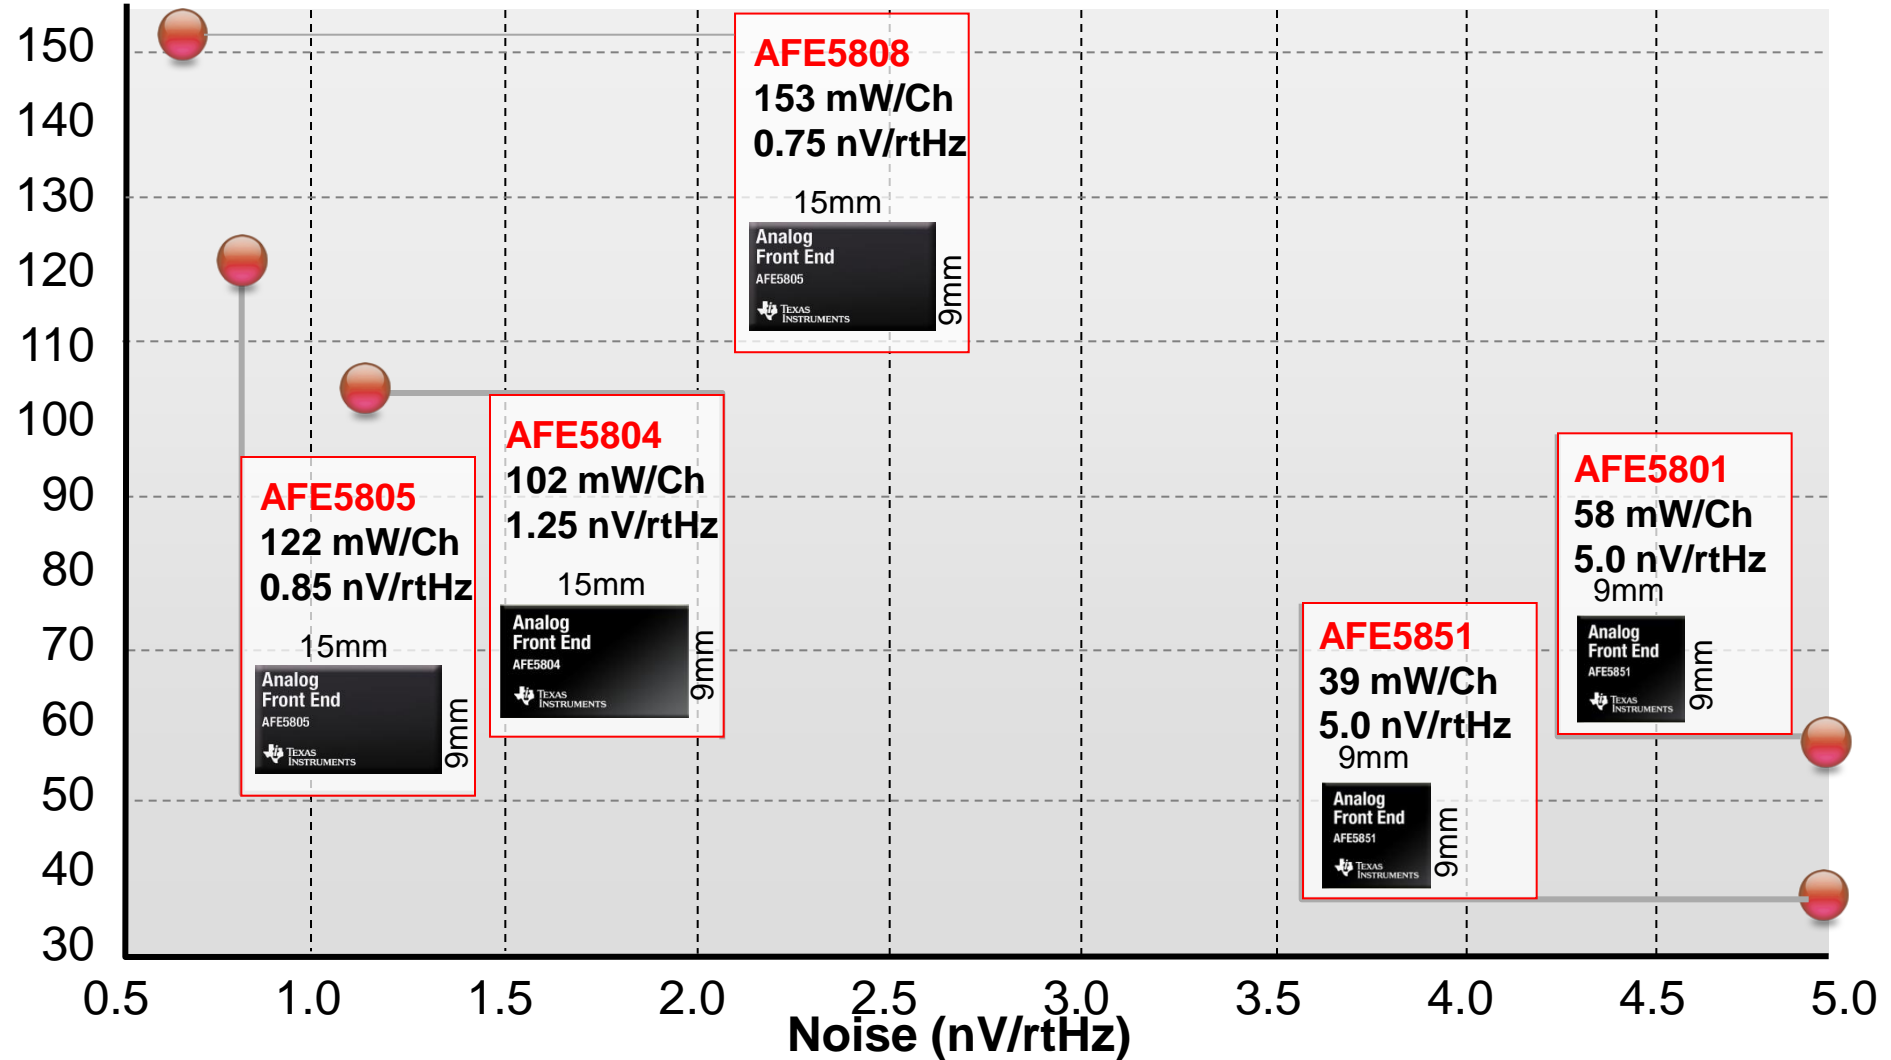 150
140
130
120
110
100
90
80
70
60
50
40
30
AFE5808
153 mW/Ch
0.75 nV/rtHz
15mm
Analog
Front End
AFE5805
TEXAS
INSTRUMENTS
9mm
AFE5805
122 mW/Ch
0.85 nV/rtHz
15mm
Analog
Front End
AFE5805
TEXAS
INSTRUMENTS
9mm
AFE5804
102 mW/Ch
1.25 nV/rtHz
15mm
Analog
Front End
AFE5804
TEXAS
INSTRUMENTS
9mm
AFE5851
39 mW/Ch
5.0 nV/rtHz
9mm
Analog
Front End
AFE5851
TEXAS
INSTRUMENTS
9mm
AFE5801
58 mW/Ch
5.0 nV/rtHz
9mm
Analog
Front End
AFE5851
TEXAS
INSTRUMENTS
9mm
0.5 1.0 1.5 2.0 2.5 3.0 3.5 4.0 4.5 5.0
Noise (nV/rtHz)